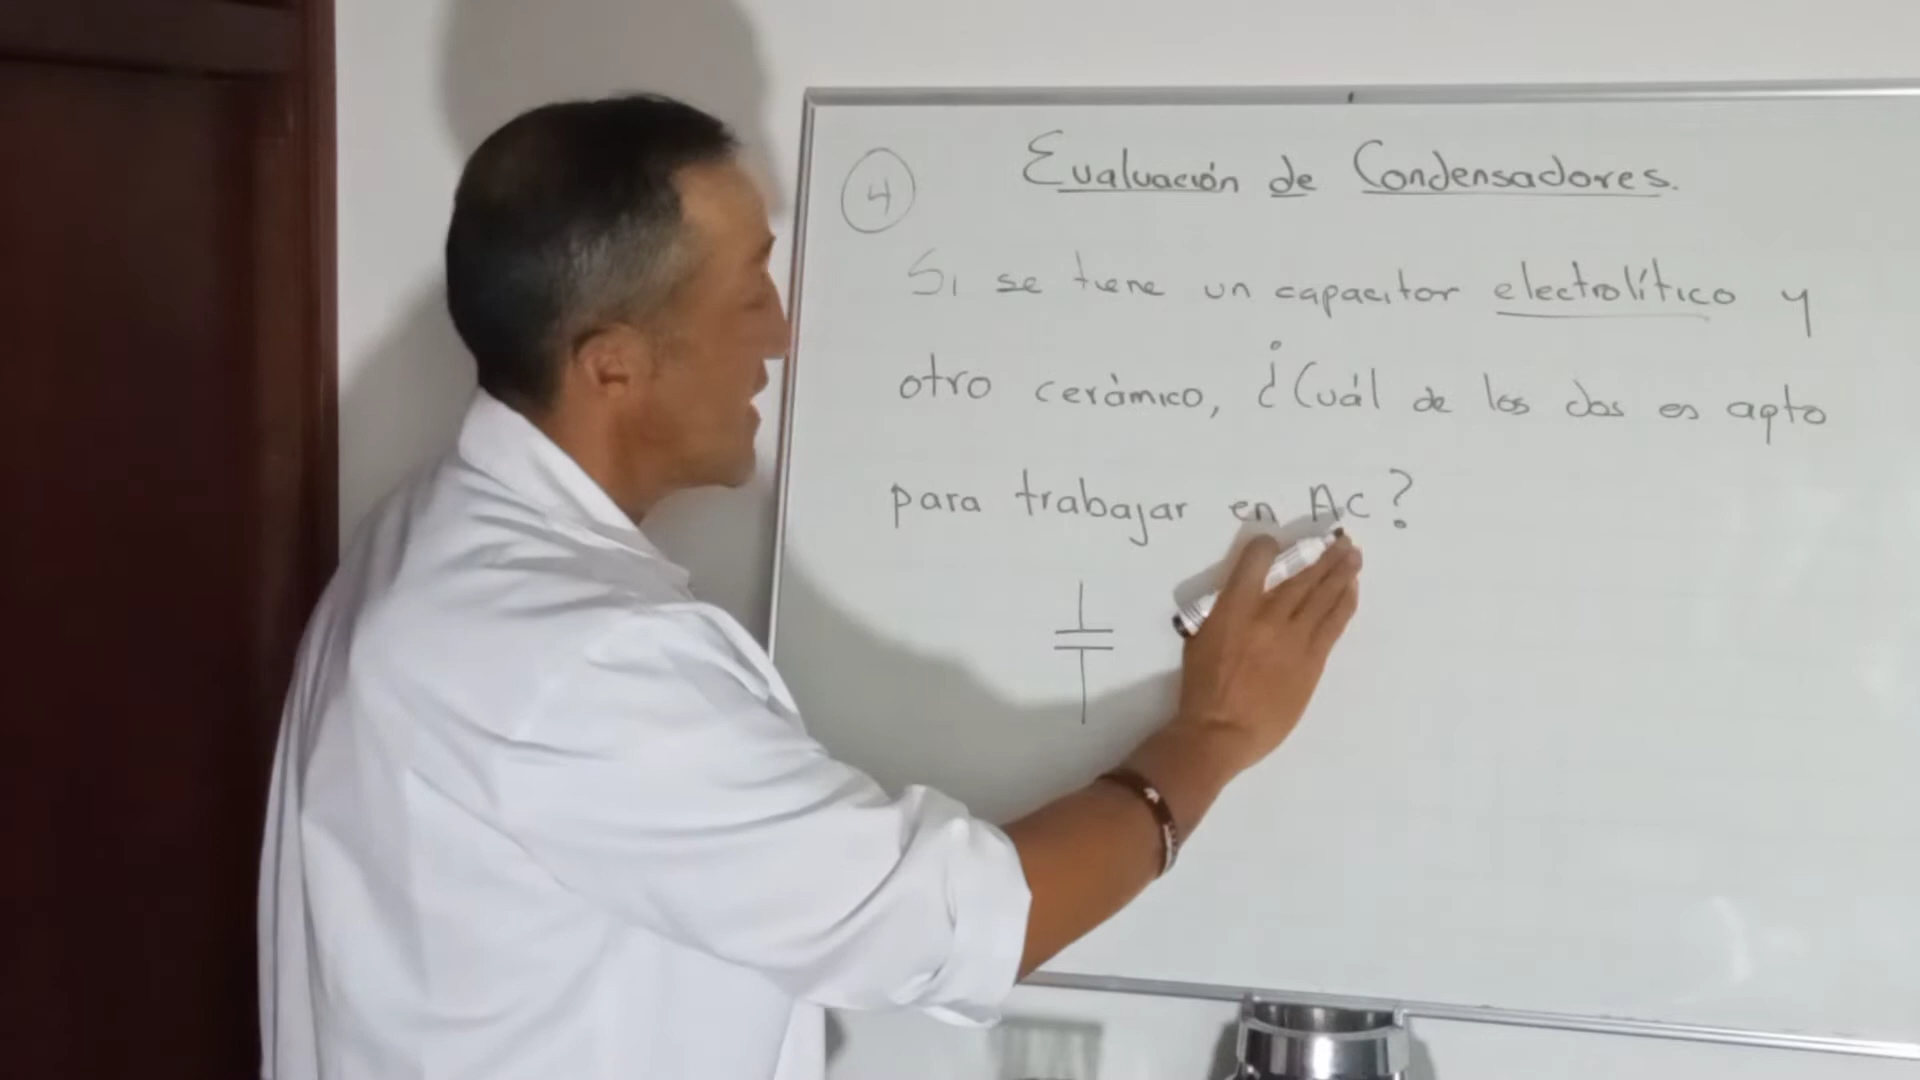 4
Evaluación de Condensadores.
Si se tiene un capacitor electrolítico y
otro cerámico, ¿Cuál de los dos es apto
para trabajar en AC?